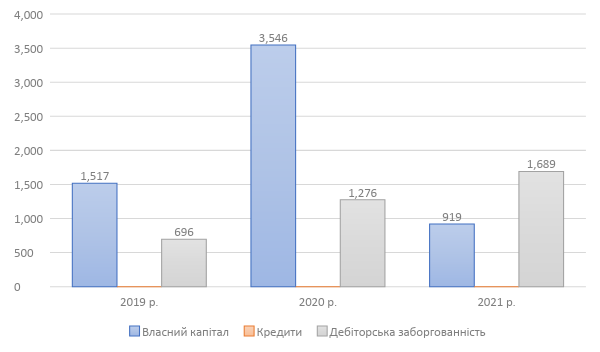 4,000
3,500
3,000
2,500
2,000
1,500
1,000
500
0
3,546
1,517
696
1,276
919
1,689
2019 р.
2020 р.
2021 р.
Власний капітал
Кредити
Дебіторська заборгованність